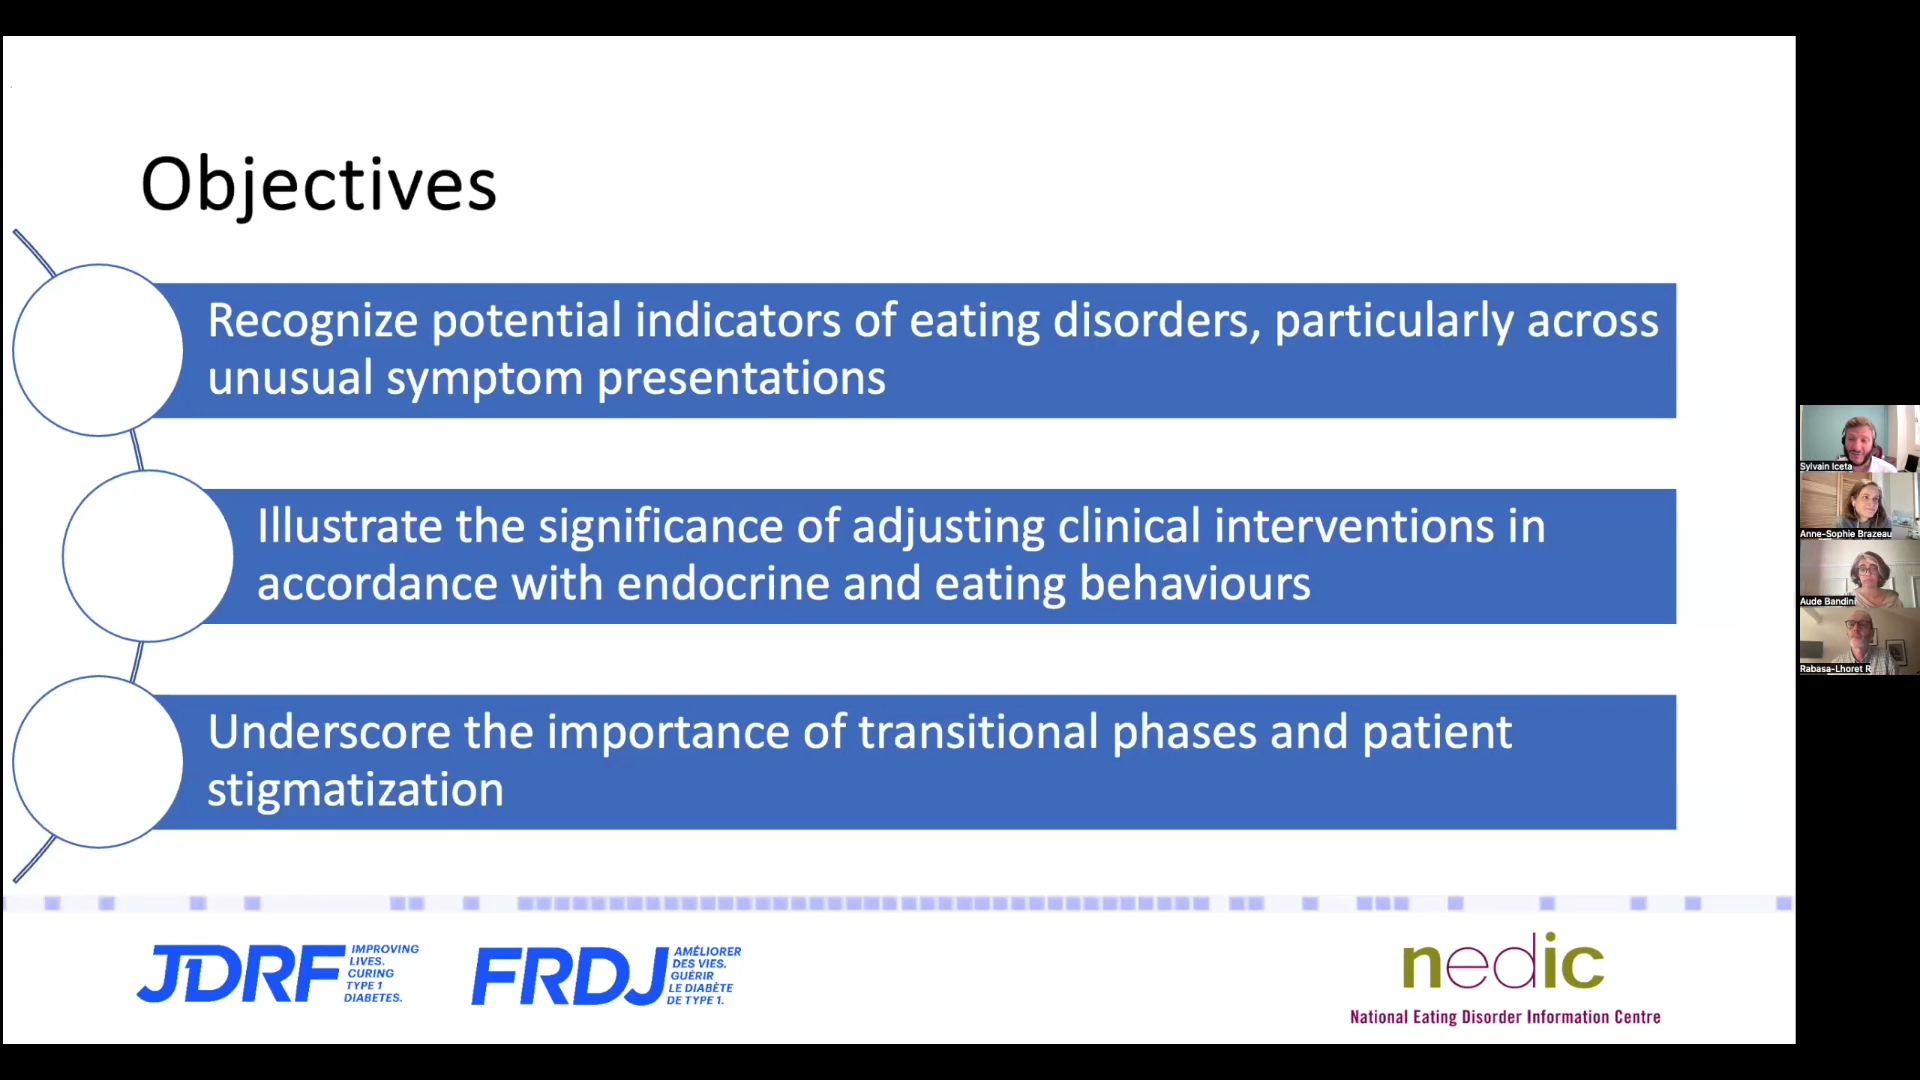 Objectives
Recognize potential indicators of eating disorders, particularly across
unusual symptom presentations
Illustrate the significance of adjusting clinical interventions in
accordance with endocrine and eating behaviours
Underscore the importance of transitional phases and patient
stigmatization
JDRF IMPROVING
LIVES.
CURING
TYPE 1
DIABETES.
FRDJ AMÉLIORER
DES VIES.
GUÉRIR
LE DIABÈTE
DE TYPE 1.
nedic
National Eating Disorder Information Centre
Sylvain Iceta
Anne-Sophie Brazeau
Aude Bandini
Rabasa-Lhoret R